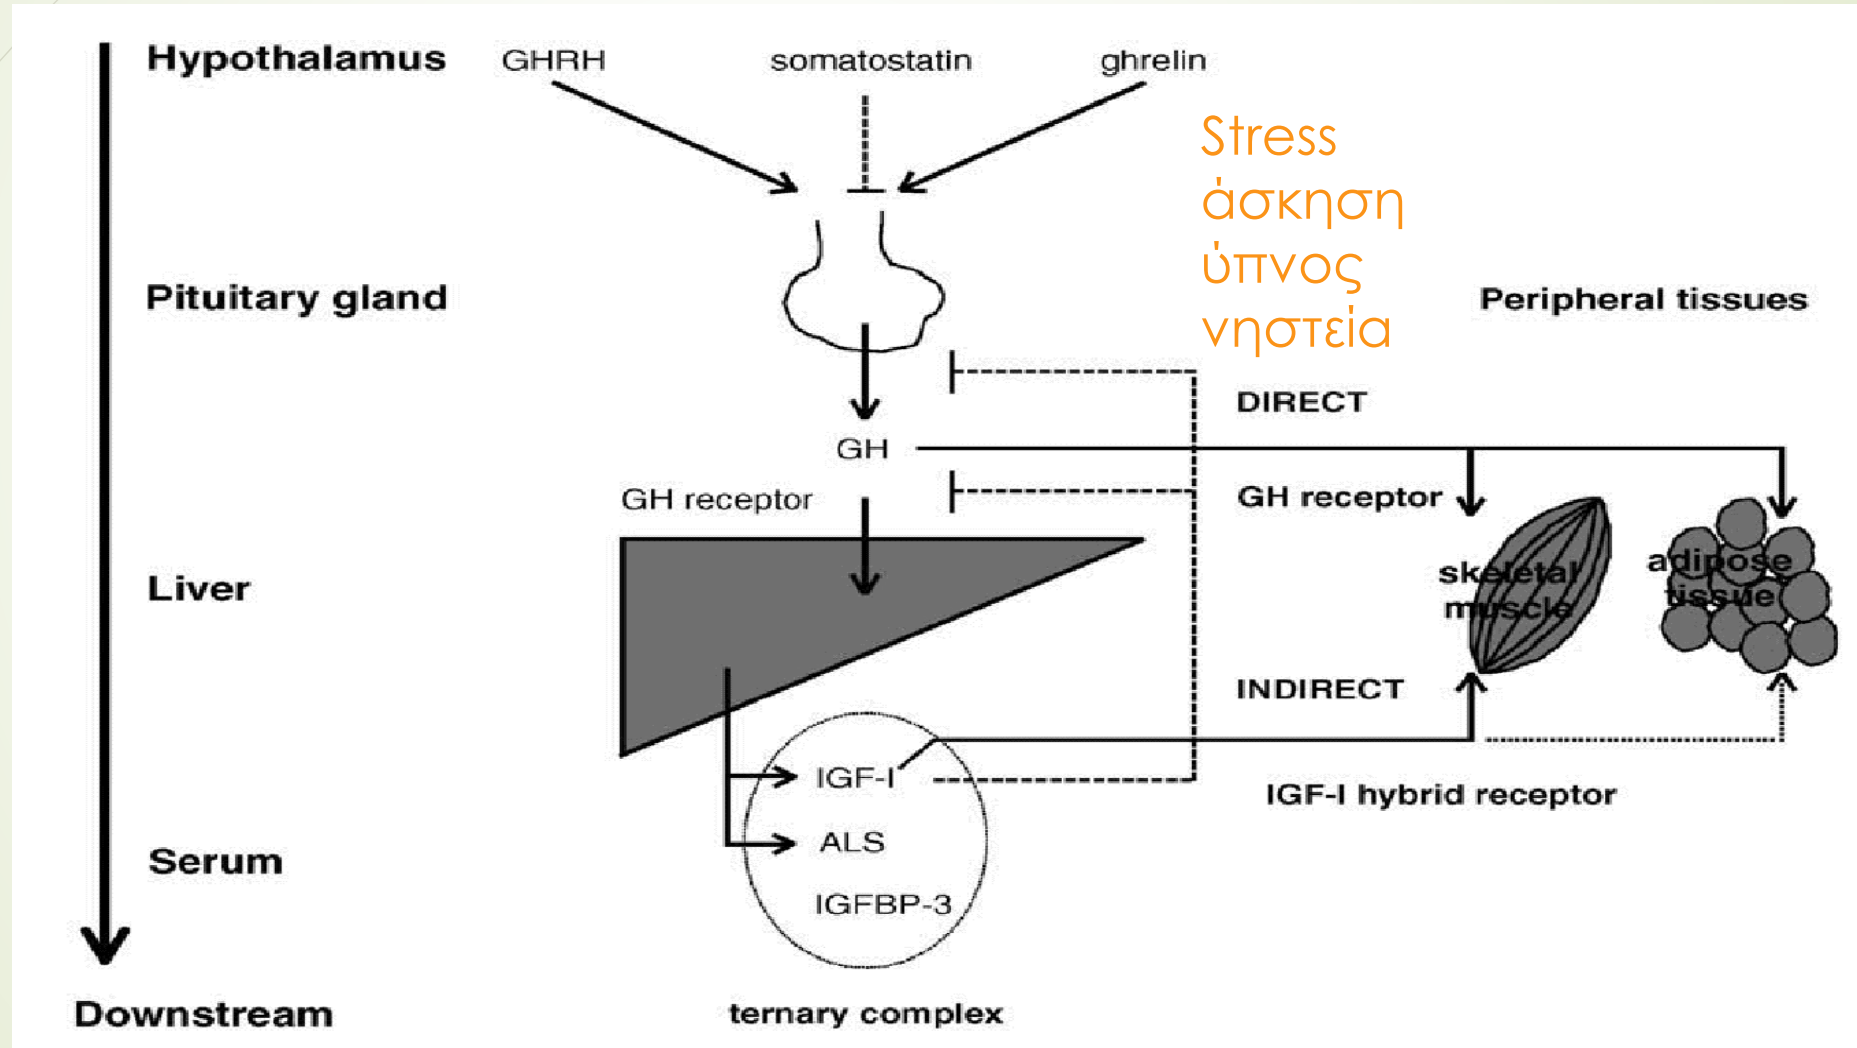 Hypothalamus
GHRH
somatostatin
ghrelin
Stress
άσκηση
ύπνος
νηστεία
Pituitary gland
Peripheral tissues
DIRECT
GH
GH receptor
GH receptor
skeletal
muscle
adipose
tissue
Liver
INDIRECT
IGF-I
IGF-I hybrid receptor
ALS
Serum
IGFBP-3
Downstream
ternary complex